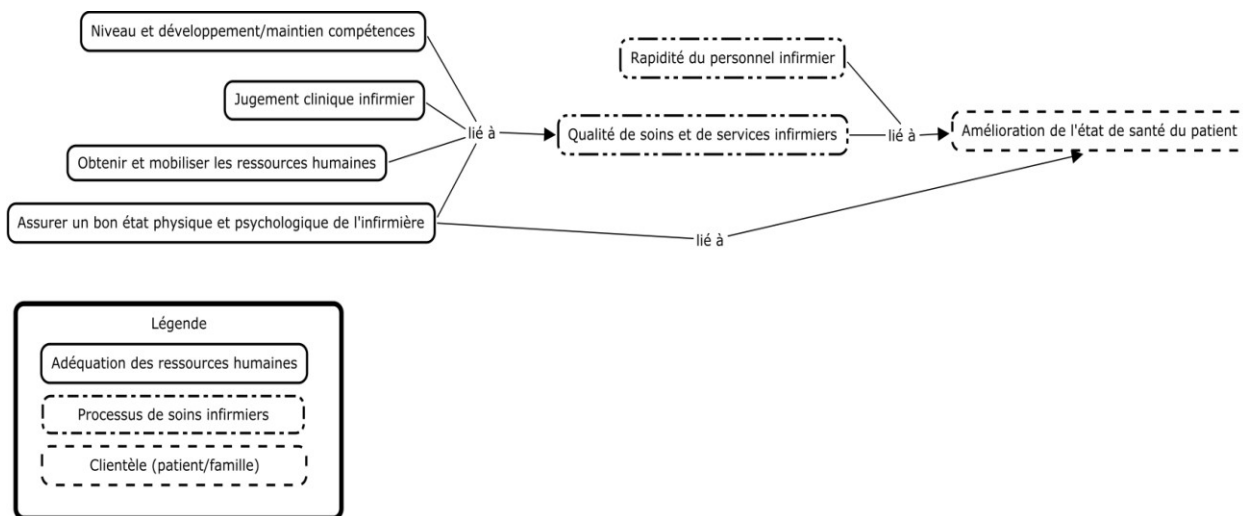 Niveau et développement/maintien compétences
Rapidité du personnel infirmier
Jugement clinique infirmier
lié à
Qualité de soins et de services infirmiers
lié à
Amélioration de l'état de santé du patient
Obtenir et mobiliser les ressources humaines
Assurer un bon état physique et psychologique de l'infirmière
lié à
Légende
Adéquation des ressources humaines
Processus de soins infirmiers
Clientèle (patient/famille)